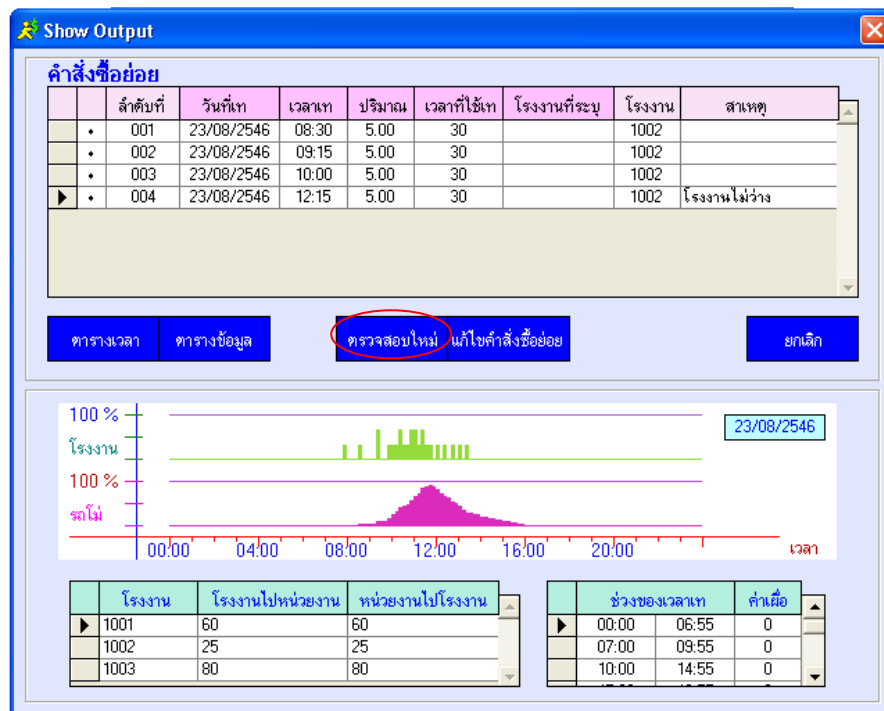 Show Output
คำสั่งซื้อย่อย
ลำดับที่ วันที่เท เวลาเท ปริมาณ เวลาที่ใช้เท โรงงานที่ระบุ โรงงาน สาเหตุ
001 23/08/2546 08:30 5.00 30 1002
002 23/08/2546 09:15 5.00 30 1002
003 23/08/2546 10:00 5.00 30 1002
004 23/08/2546 12:15 5.00 30 1002 โรงงานไม่ว่าง
ตารางเวลา ตารางข้อมูล ตรวจสอบใหม่ แก้ไขคำสั่งซื้อย่อย ยกเลิก
100 %
23/08/2546
โรงงาน
100 %
รถโม่
00:00 04:00 08:00 12:00 16:00 20:00 เวลา
โรงงาน โรงงานไปหน่วยงาน หน่วยงานไปโรงงาน ช่วงของเวลาเท ค่าเผื่อ
1001 60 60 00:00 06:55 0
1002 25 25 07:00 09:55 0
1003 80 80 10:00 14:55 0